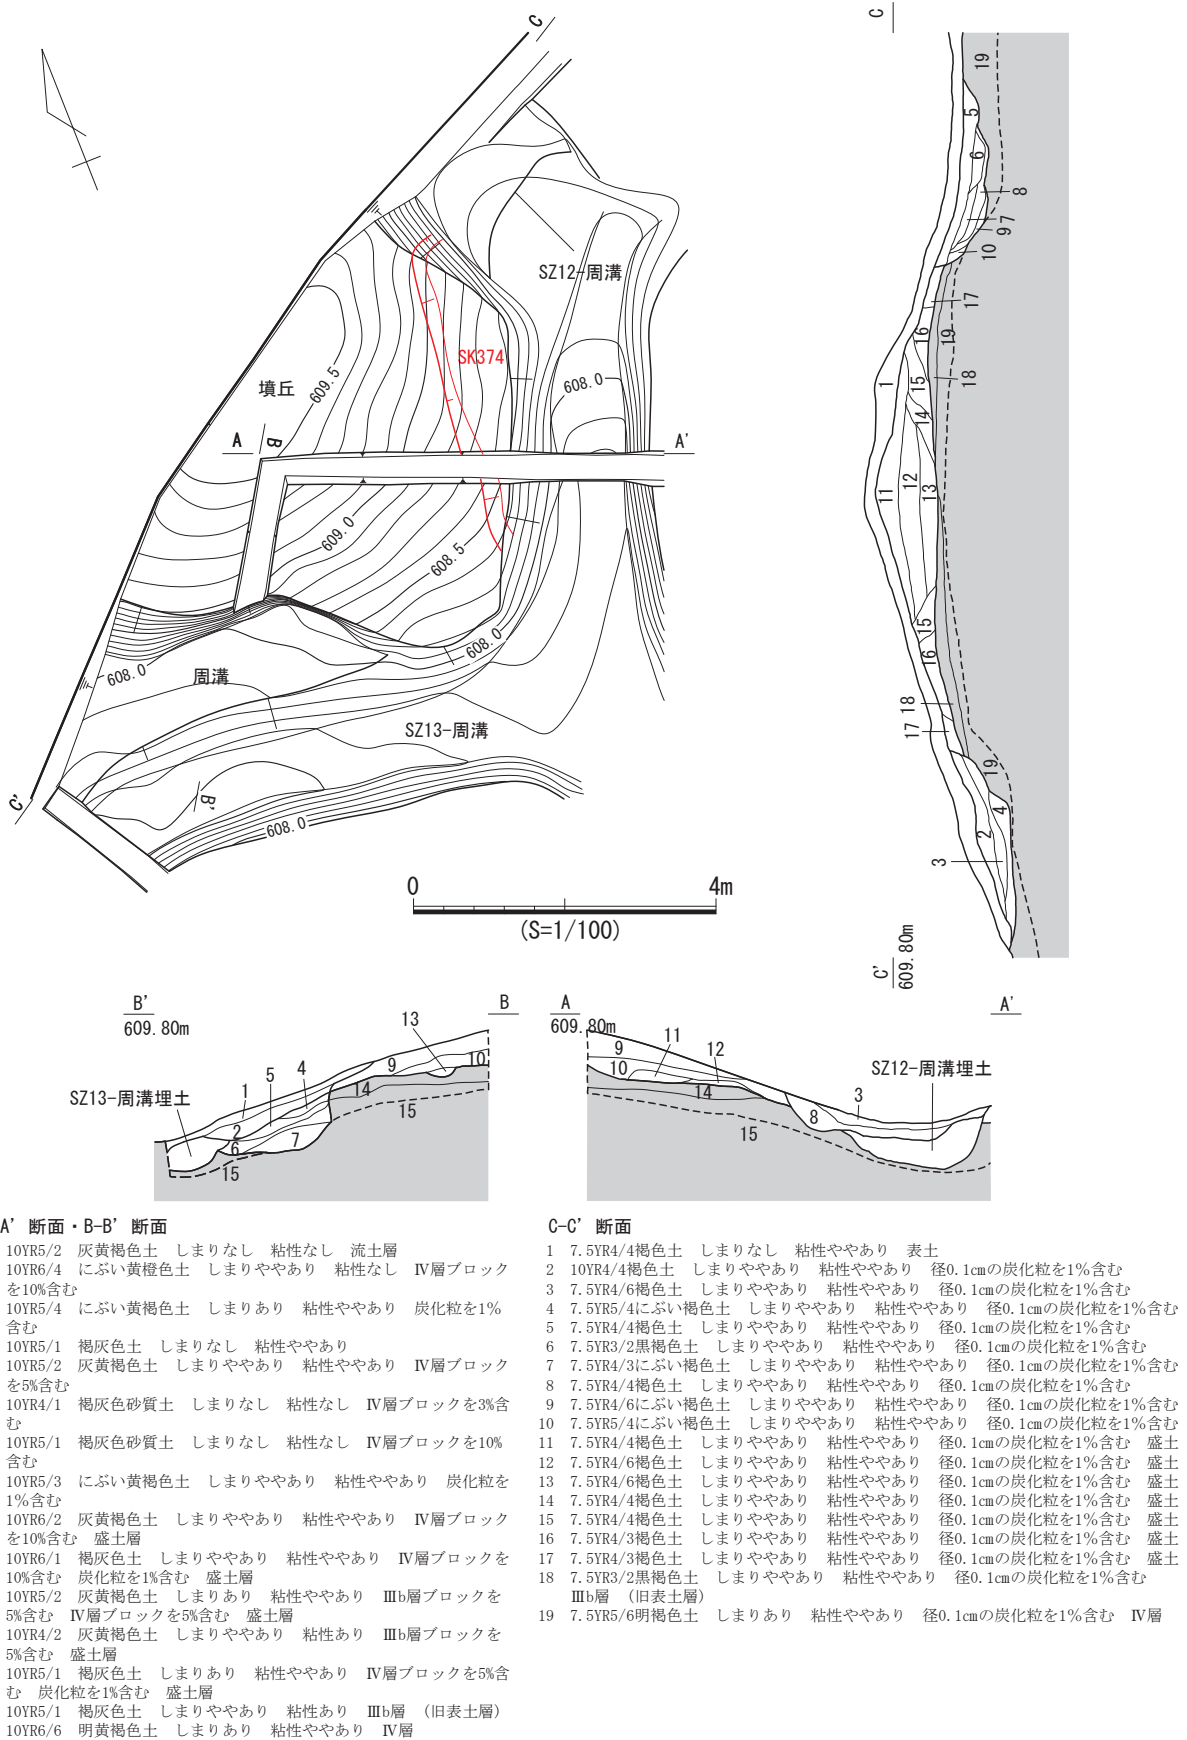 C
C
SZ12-周溝
SK374
墳丘
609.5
608.0
A
B
A'
609.0
608.5
608.0
608.0
周溝
SZ13-周溝
B'
C'
608.0
0
4m
(S=1/100)
19
5
6
8
7
9
10
17
16
19
18
1
15
14
12
11
13
15
16
18
17
19
4
2
3
C'
609.80m
B'
609.80m
B
13
10
9
4
5
1
14
15
SZ13-周溝埋土
2
6
7
15
A
609.80m
A'
11
12
9
10
14
15
3
8
SZ12-周溝埋土
A' 断面・B-B' 断面
10YR5/2 灰黄褐色土 しまりなし 粘性なし 流土層
10YR6/4 にぶい黄橙色土 しまりややあり 粘性なし Ⅳ層ブロック
を10%含む
10YR5/4 にぶい黄褐色土 しまりあり 粘性ややあり 炭化粒を1%
含む
10YR5/1 褐灰色土 しまりなし 粘性ややあり
10YR5/2 灰黄褐色土 しまりややあり 粘性ややあり Ⅳ層ブロック
を5%含む
10YR4/1 褐灰色砂質土 しまりなし 粘性なし Ⅳ層ブロックを3%含
む
10YR5/1 褐灰色砂質土 しまりなし 粘性なし Ⅳ層ブロックを10%
含む
10YR5/3 にぶい黄褐色土 しまりややあり 粘性ややあり 炭化粒を
1%含む
10YR6/2 灰黄褐色土 しまりややあり 粘性ややあり Ⅳ層ブロック
を10%含む 盛土層
10YR6/1 褐灰色土 しまりややあり 粘性ややあり Ⅳ層ブロックを
10%含む 炭化粒を1%含む 盛土層
10YR5/2 灰黄褐色土 しまりあり 粘性ややあり Ⅲb層ブロックを
5%含む Ⅳ層ブロックを5%含む 盛土層
10YR4/2 灰黄褐色土 しまりややあり 粘性あり Ⅲb層ブロックを
5%含む 盛土層
10YR5/1 褐灰色土 しまりあり 粘性ややあり Ⅳ層ブロックを5%含
む 炭化粒を1%含む 盛土層
10YR5/1 褐灰色土 しまりややあり 粘性あり Ⅲb層 (旧表土層)
10YR6/6 明黄褐色土 しまりあり 粘性ややあり Ⅳ層
C-C' 断面
1 7.5YR4/4褐色土 しまりなし 粘性ややあり 表土
2 10YR4/4褐色土 しまりややあり 粘性ややあり 径0.1cmの炭化粒を1%含む
3 7.5YR4/6褐色土 しまりややあり 粘性ややあり 径0.1cmの炭化粒を1%含む
4 7.5YR5/4にぶい褐色土 しまりややあり 粘性ややあり 径0.1cmの炭化粒を1%含む
5 7.5YR4/4褐色土 しまりややあり 粘性ややあり 径0.1cmの炭化粒を1%含む
6 7.5YR3/2黒褐色土 しまりややあり 粘性ややあり 径0.1cmの炭化粒を1%含む
7 7.5YR4/3にぶい褐色土 しまりややあり 粘性ややあり 径0.1cmの炭化粒を1%含む
8 7.5YR4/4褐色土 しまりややあり 粘性ややあり 径0.1cmの炭化粒を1%含む
9 7.5YR4/6にぶい褐色土 しまりややあり 粘性ややあり 径0.1cmの炭化粒を1%含む
10 7.5YR5/4にぶい褐色土 しまりややあり 粘性ややあり 径0.1cmの炭化粒を1%含む
11 7.5YR4/4褐色土 しまりややあり 粘性ややあり 径0.1cmの炭化粒を1%含む 盛土
12 7.5YR4/6褐色土 しまりややあり 粘性ややあり 径0.1cmの炭化粒を1%含む 盛土
13 7.5YR4/6褐色土 しまりややあり 粘性ややあり 径0.1cmの炭化粒を1%含む 盛土
14 7.5YR4/4褐色土 しまりややあり 粘性ややあり 径0.1cmの炭化粒を1%含む 盛土
15 7.5YR4/4褐色土 しまりややあり 粘性ややあり 径0.1cmの炭化粒を1%含む 盛土
16 7.5YR4/3褐色土 しまりややあり 粘性ややあり 径0.1cmの炭化粒を1%含む 盛土
17 7.5YR4/3褐色土 しまりややあり 粘性ややあり 径0.1cmの炭化粒を1%含む 盛土
18 7.5YR3/2黒褐色土 しまりややあり 粘性ややあり 径0.1cmの炭化粒を1%含む
Ⅲb層 (旧表土層)
19 7.5YR5/6明褐色土 しまりあり 粘性ややあり 径0.1cmの炭化粒を1%含む Ⅳ層